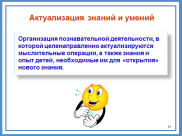 Актуализация знаний и умений
Организация познавательной деятельности, в
которой целенаправленно актуализируются
мыслительные операции, а также знания и
опыт детей, необходимые им для «открытия»
нового знания.